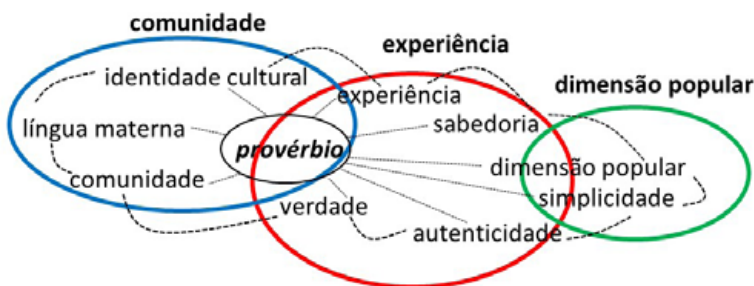 comunidade
experiência
dimensão popular
identidade cultural
experiência
língua materna
sabedoria
provérbio
dimensão popular
comunidade
simplicidade
verdade
autenticidade